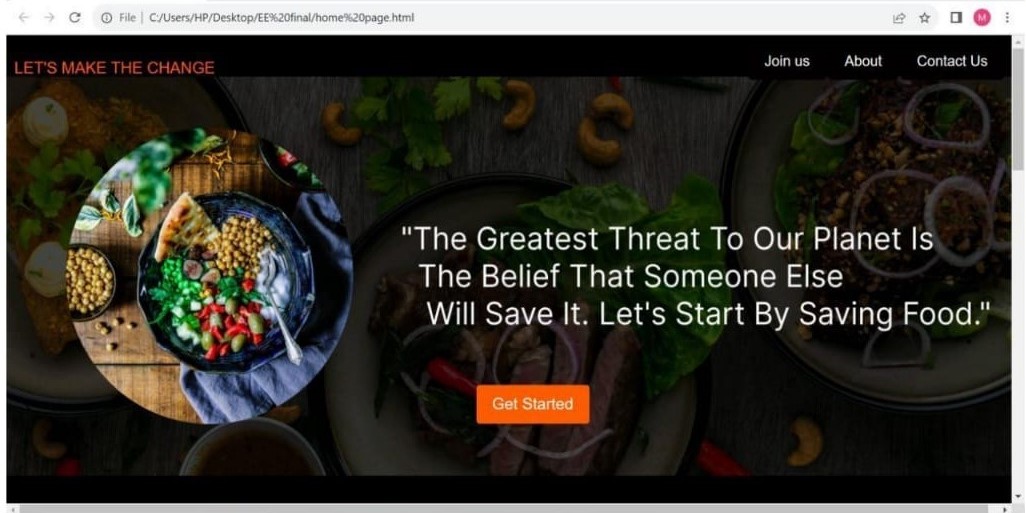 File
C:/Users/HP/Desktop/EE%20final/home%20page.html
M
LET'S MAKE THE CHANGE
Join us
About
Contact Us
"The Greatest Threat To Our Planet Is
The Belief That Someone Else
Will Save It. Let's Start By Saving Food."
Get Started